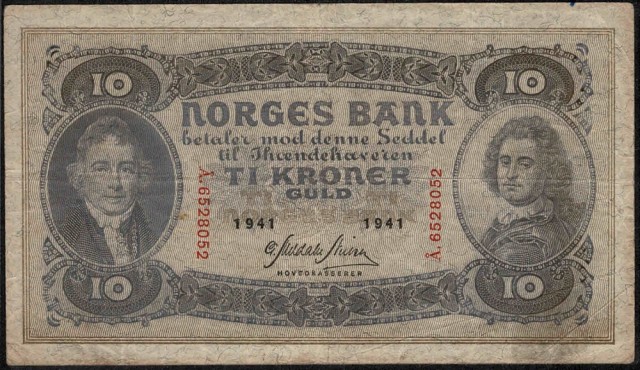 10 10
NORGES BANK
betaler mod denne Seddel
til Ihændehaveren
TI KRONER
GULD
Å.6528052
Å.6528052
1941 1941
HOVEDKASSERER
10 10